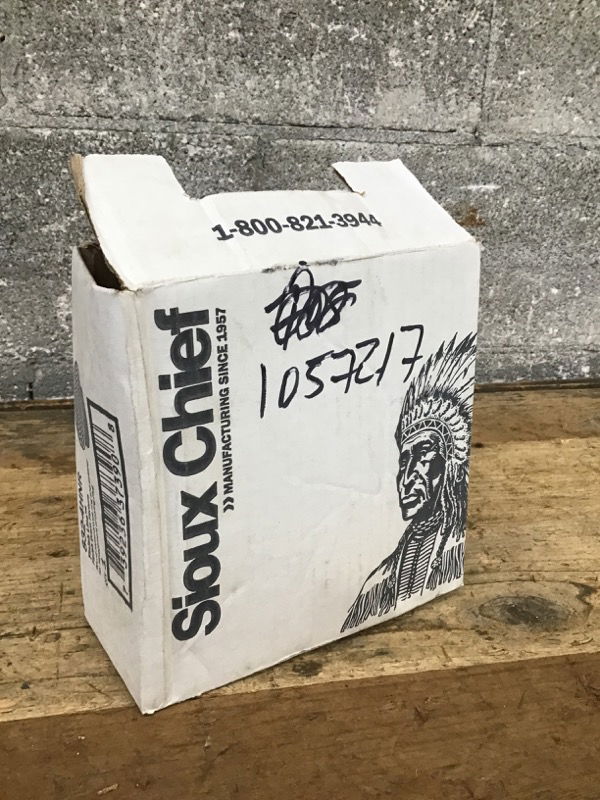 1-800-821-3944
1057217
Sioux Chief
›› MANUFACTURING SINCE 1957